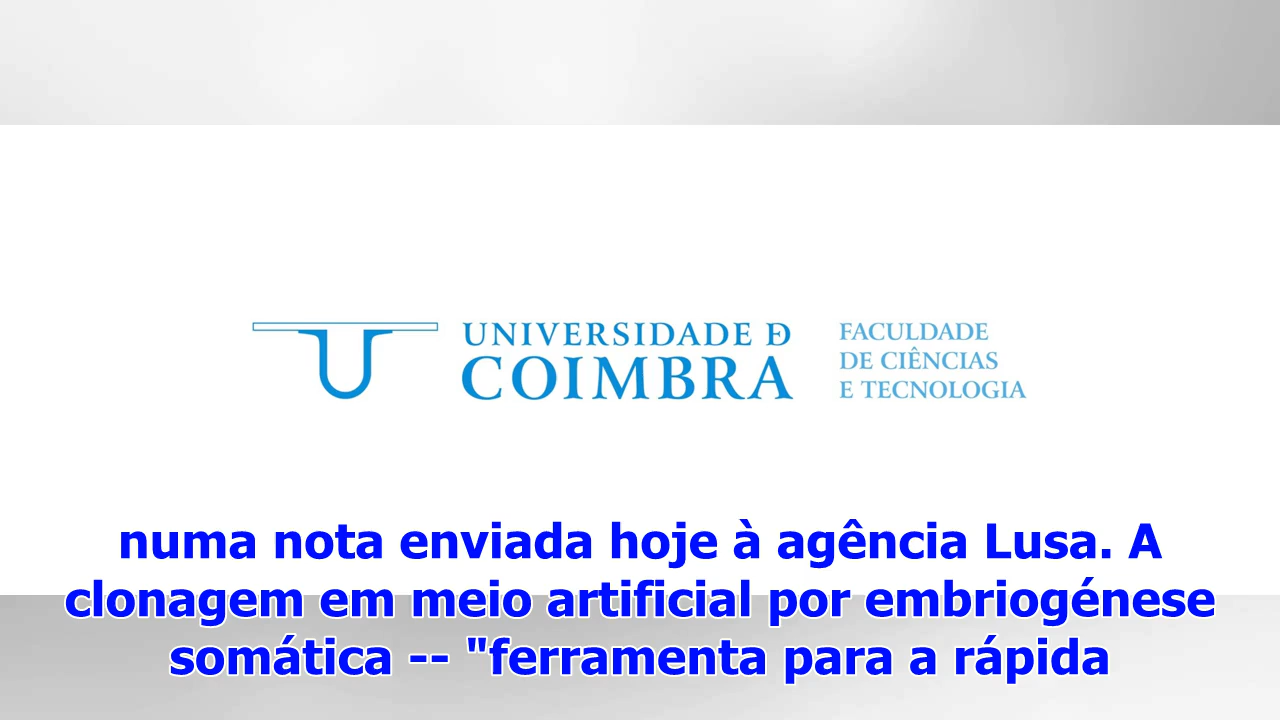 UNIVERSIDADE Ð
COIMBRA
FACULDADE
DE CIÊNCIAS
E TECNOLOGIA
numa nota enviada hoje à agência Lusa. A
clonagem em meio artificial por embriogénese
somática -- "ferramenta para a rápida